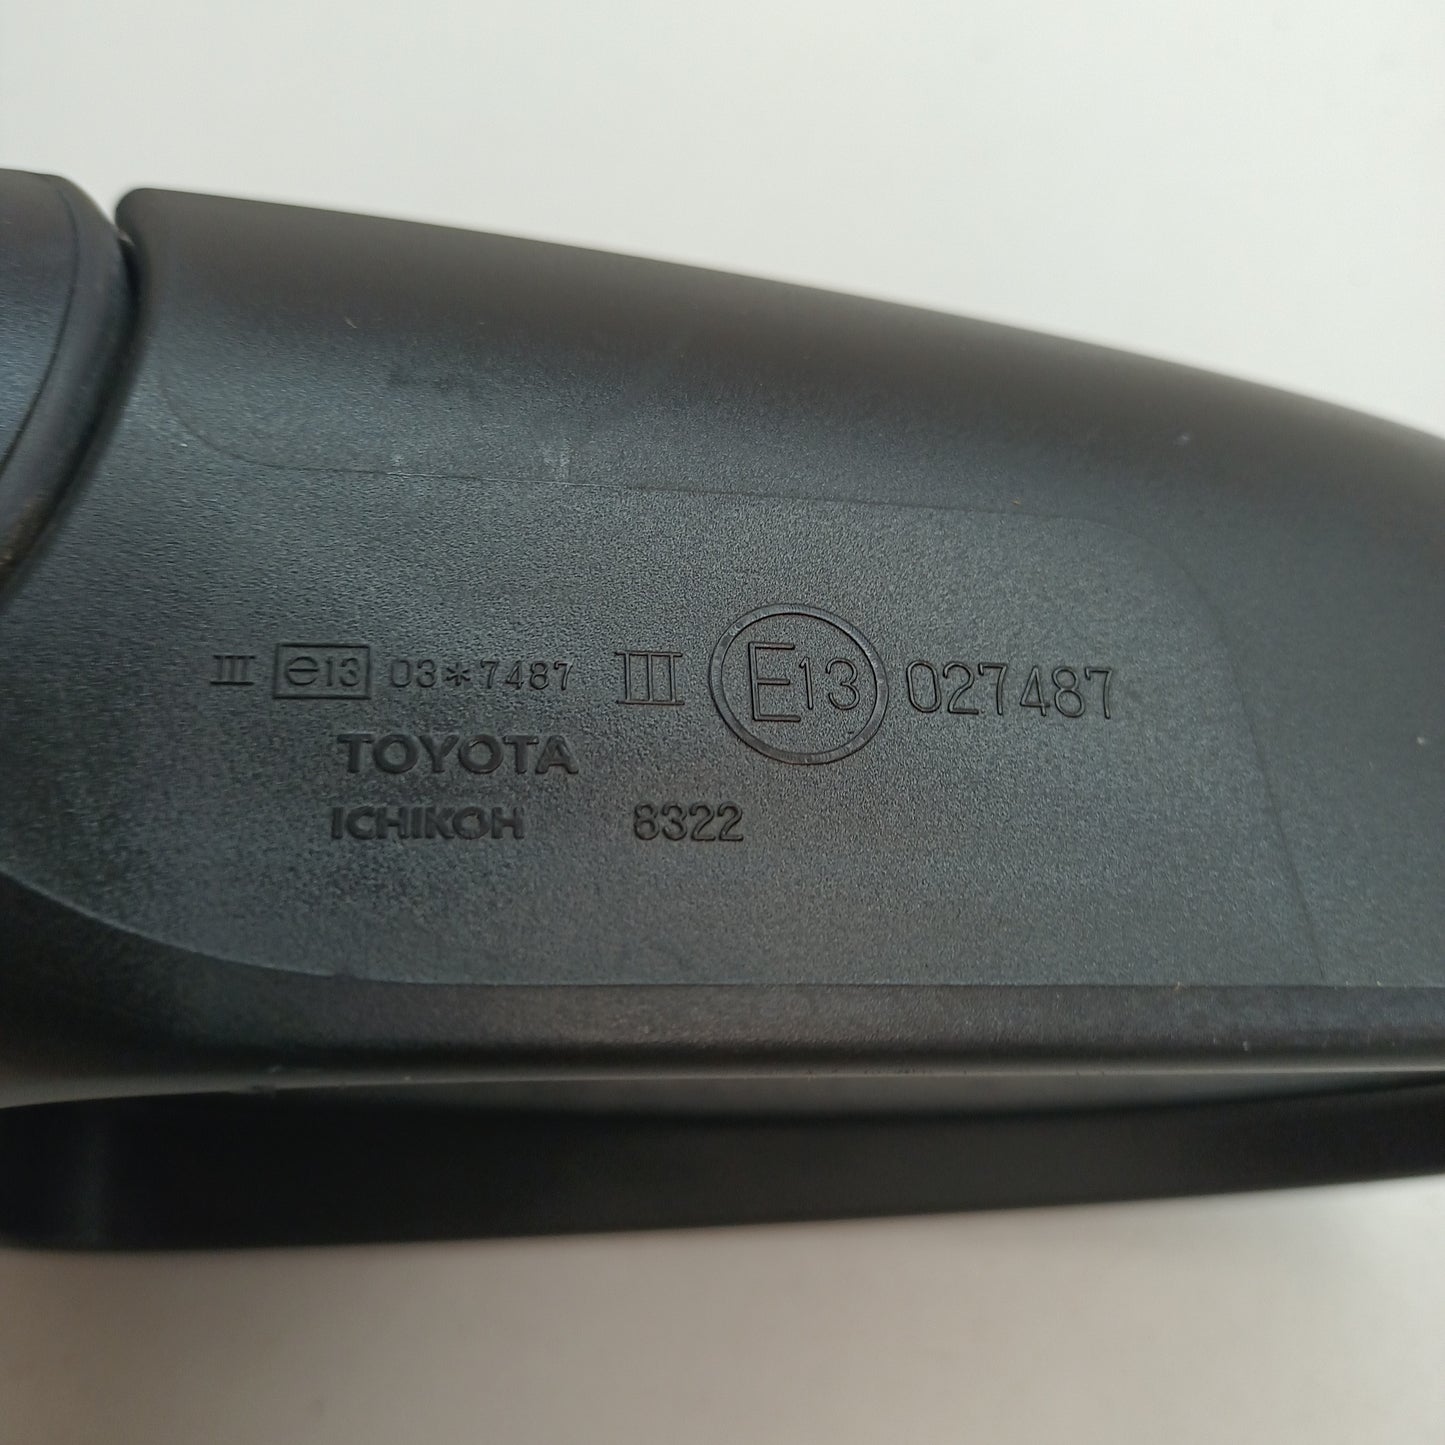 III e13 03*7487 III E13 027487
TOYOTA
ICHIKOH 8322